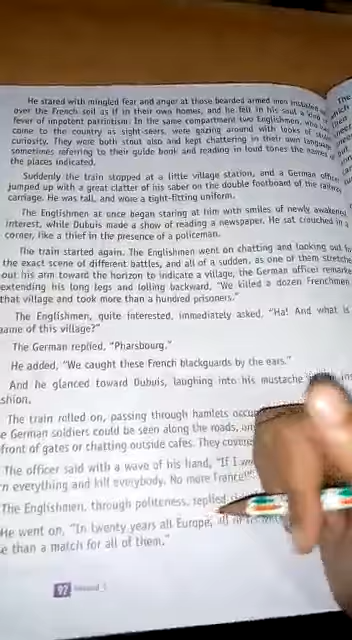 He stared with mingled fear and anger at those bearded armed men installed
over the French soil as if in their own homes, and he felt in his soul a kind of
fever of impotent patriotism. In the same compartment two Englishmen, who had
come to the country as sight-seers, were gazing around with looks of
curiosity. They were both stout also and kept chattering in their own language
sometimes referring to their guide book and reading in loud tones the names of
the places indicated.
Suddenly the train stopped at a little village station, and a German officer
jumped up with a great clatter of his saber on the double footboard of the railway
carriage. He was tall, and wore a tight-fitting uniform.
The Englishmen at once began staring at him with smiles of newly awakened
interest, while Dubuis made a show of reading a newspaper. He sat crouched in a
corner, like a thief in the presence of a policeman.
The train started again. The Englishmen went on chatting and looking out for
the exact scene of different battles, and all of a sudden, as one of them stretche
out his arm toward the horizon to indicate a village, the German officer remarke
extending his long legs and lolling backward, "We killed a dozen Frenchmen
that village and took more than a hundred prisoners."
The Englishmen, quite interested, immediately asked, "Ha! And what is
name of this village?"
The German replied, "Pharsbourg."
He added, "We caught these French blackguards by the ears."
And he glanced toward Dubuis, laughing into his mustache
shion.
The train rolled on, passing through hamlets occup
e German soldiers could be seen along the roads, on
front of gates or chatting outside cafes. They covere
The officer said with a wave of his hand, "If I
n everything and kill everybody. No more France!"
The Englishmen, through politeness, replied
He went on, "In twenty years all Europe, all of
e than a match for all of them."
92